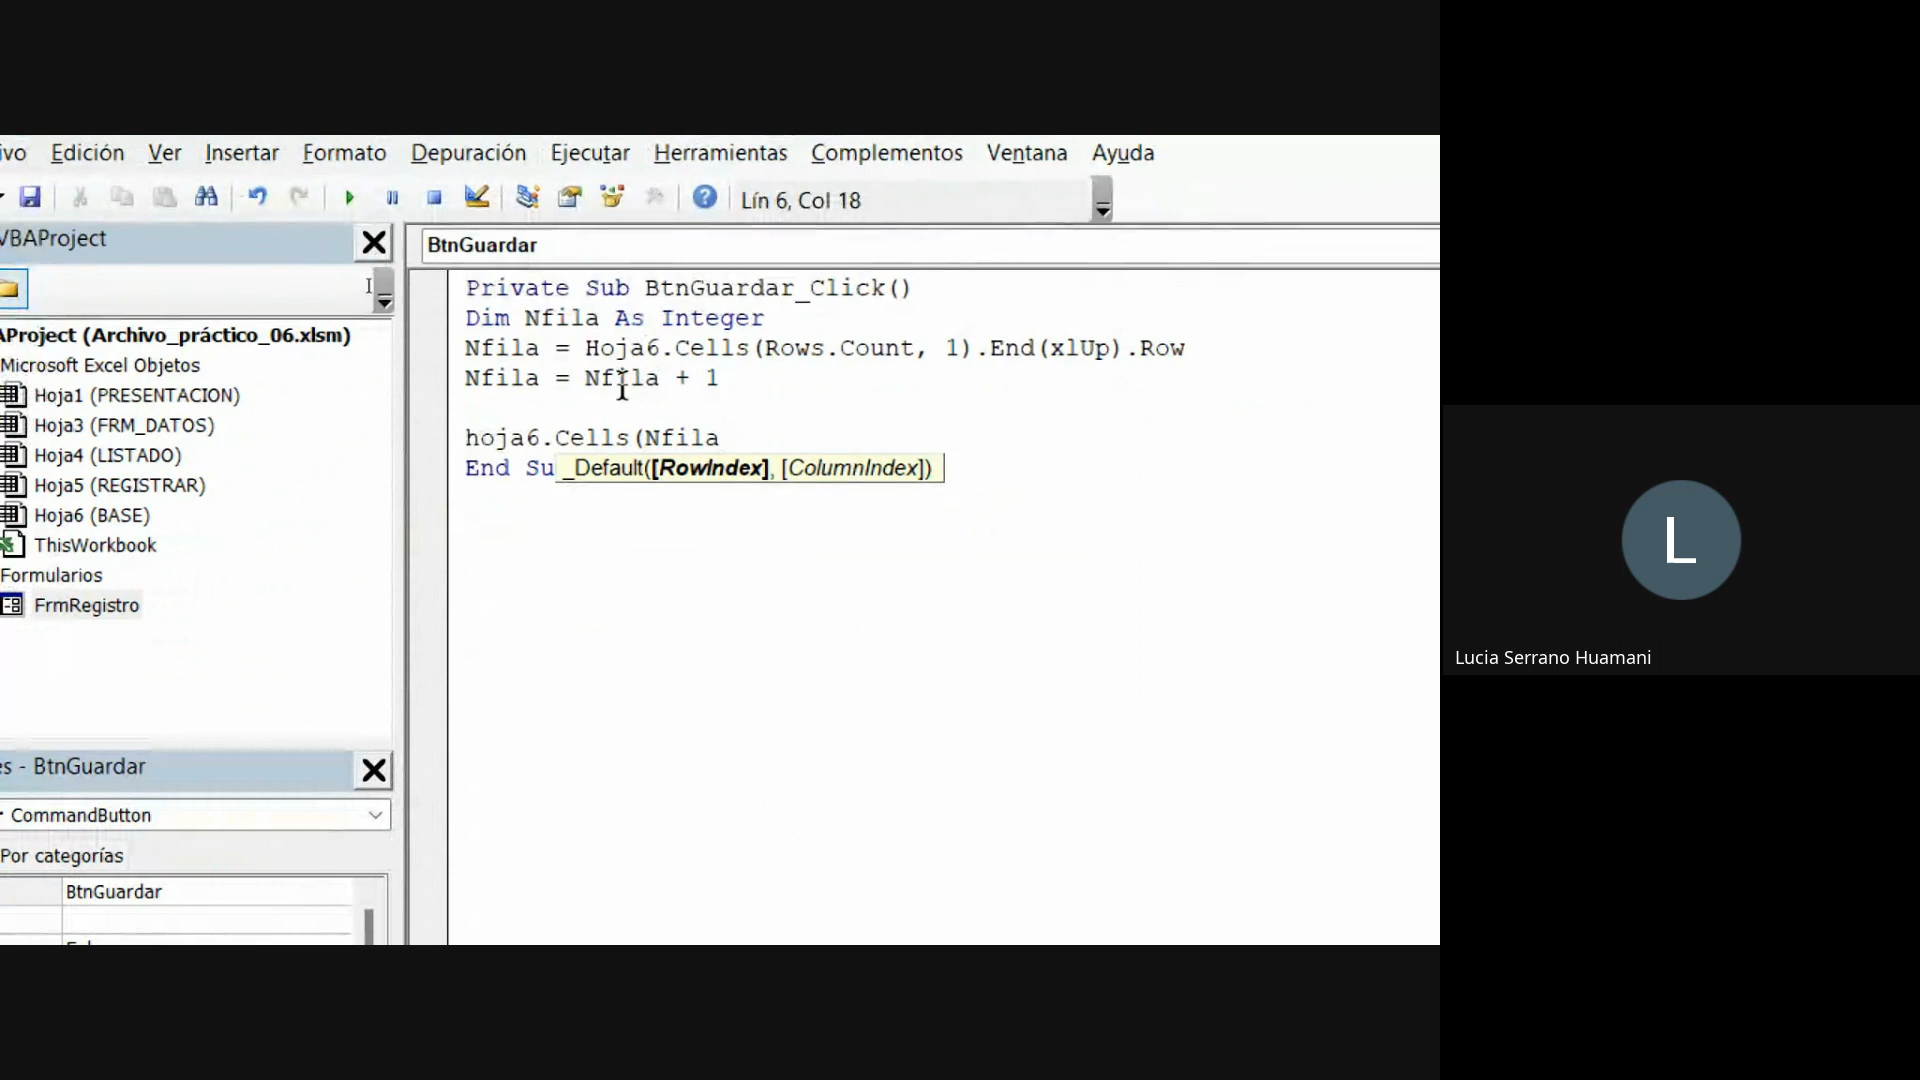 ivo Edición Ver Insertar Formato Depuración Ejecutar Herramientas Complementos Ventana Ayuda
Lín 6, Col 18
VBAProject
BtnGuardar
Private Sub BtnGuardar_Click()
Dim Nfila As Integer
Nfila = Hoja6.Cells(Rows.Count, 1).End(xlUp).Row
Nfila = Nfila + 1
hoja6.Cells(Nfila
End Su
_Default([RowIndex], [ColumnIndex])
AProject (Archivo_práctico_06.xlsm)
Microsoft Excel Objetos
Hoja1 (PRESENTACION)
Hoja3 (FRM_DATOS)
Hoja4 (LISTADO)
Hoja5 (REGISTRAR)
Hoja6 (BASE)
ThisWorkbook
Formularios
FrmRegistro
es - BtnGuardar
CommandButton
Por categorías
BtnGuardar
L
Lucia Serrano Huamani